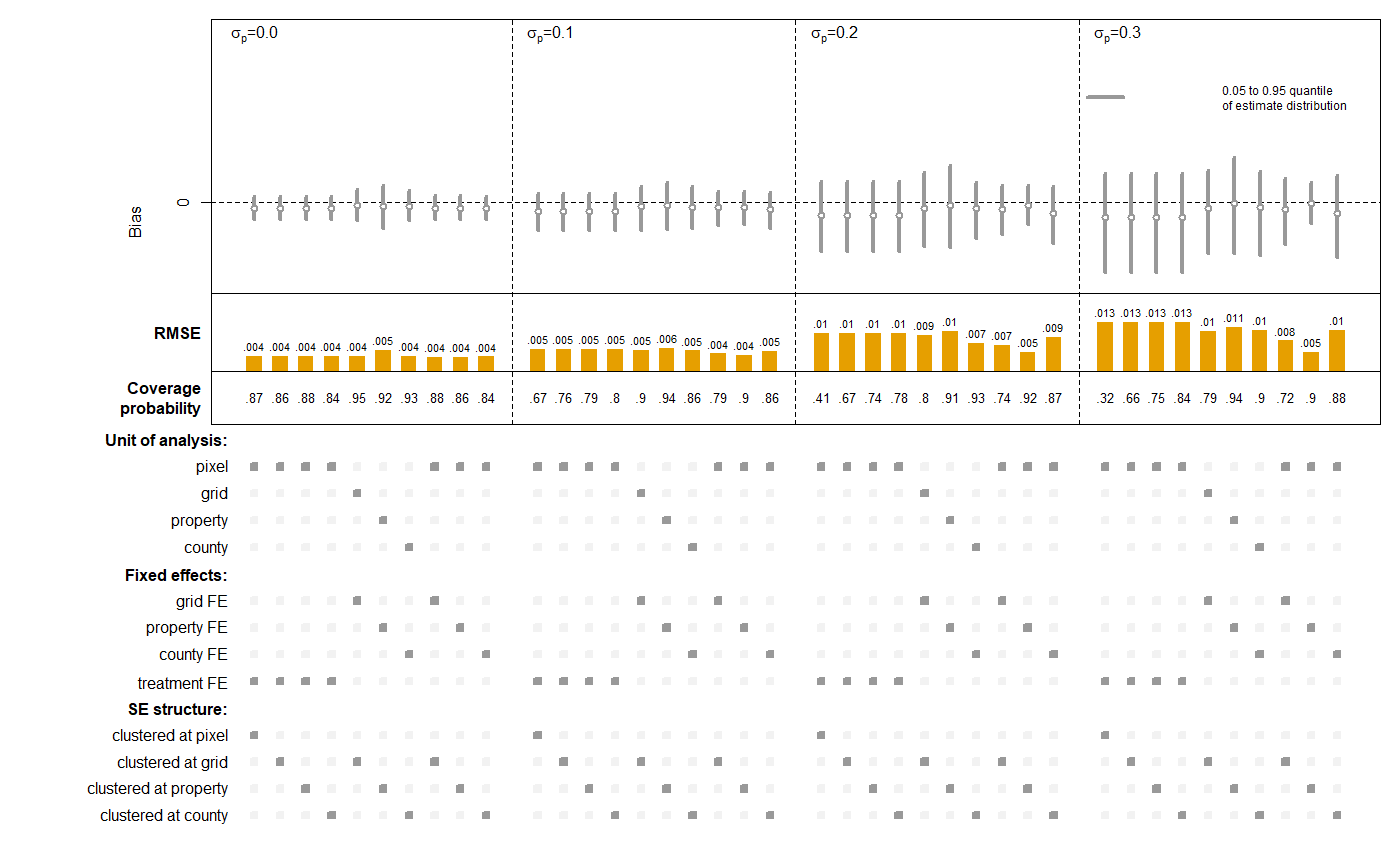 σp=0.0
σp=0.1
σp=0.2
σp=0.3
0.05 to 0.95 quantile
of estimate distribution
0
Bias
RMSE
.004 .004 .004 .004 .004 .005 .004 .004 .004 .004
.005 .005 .005 .005 .005 .006 .005 .004 .004 .005
.01 .01 .01 .01 .009 .01 .007 .007 .005 .009
.013 .013 .013 .013 .01 .011 .01 .008 .005 .01
Coverage
probability
.87 .86 .88 .84 .95 .92 .93 .88 .86 .84
.67 .76 .79 .8 .9 .94 .86 .79 .9 .86
.41 .67 .74 .78 .8 .91 .93 .74 .92 .87
.32 .66 .75 .84 .79 .94 .9 .72 .9 .88
Unit of analysis:
pixel
grid
property
county
Fixed effects:
grid FE
property FE
county FE
treatment FE
SE structure:
clustered at pixel
clustered at grid
clustered at property
clustered at county